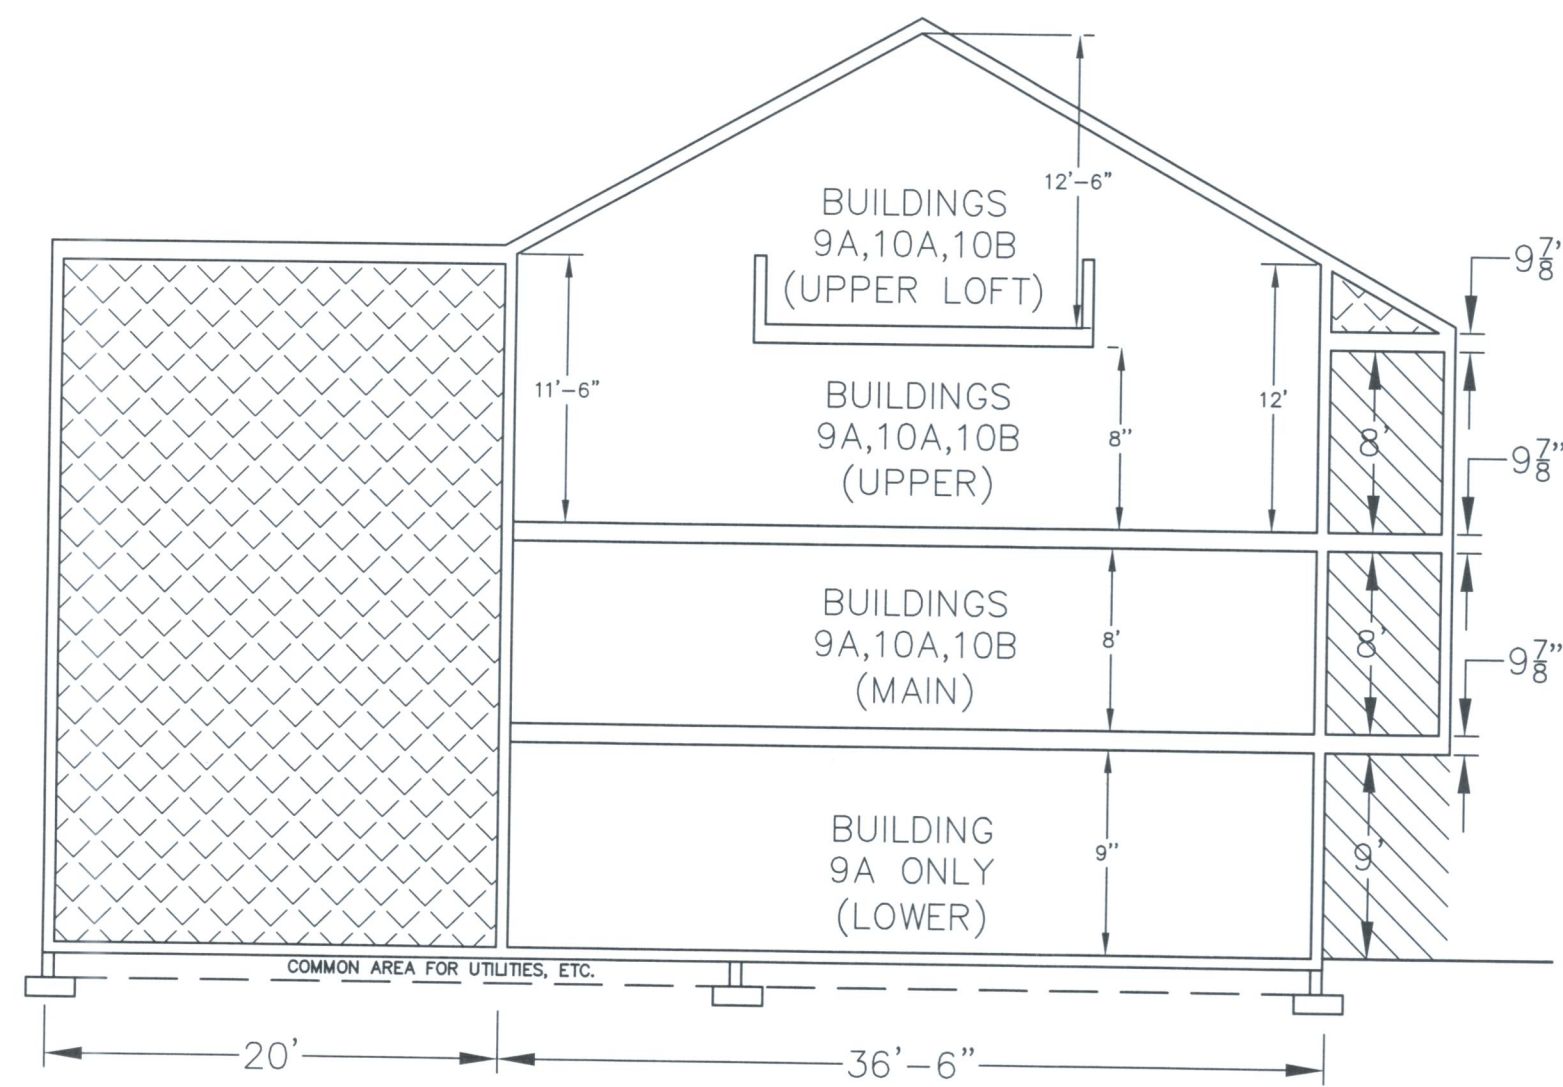 12'-6"
BUILDINGS
9A,10A,10B
(UPPER LOFT)
9 7/8'
11'-6"
BUILDINGS
9A,10A,10B
(UPPER)
8"
12'
8'
9 7/8"
BUILDINGS
9A,10A,10B
(MAIN)
8'
8'
9 7/8"
BUILDING
9A ONLY
(LOWER)
9"
9'
COMMON AREA FOR UTILITIES, ETC.
20'
36'-6"